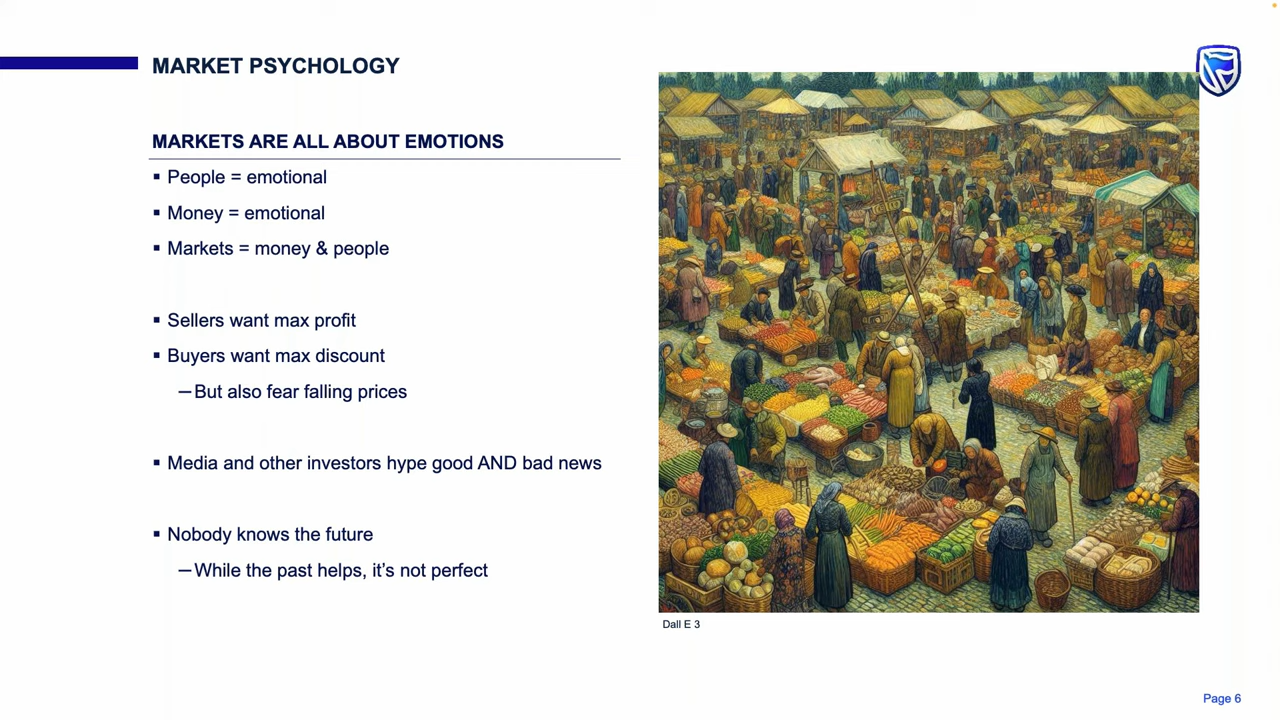 MARKET PSYCHOLOGY
MARKETS ARE ALL ABOUT EMOTIONS
▪ People = emotional
▪ Money = emotional
▪ Markets = money & people
▪ Sellers want max profit
▪ Buyers want max discount
– But also fear falling prices
▪ Media and other investors hype good AND bad news
▪ Nobody knows the future
– While the past helps, it’s not perfect
Dall E 3
Page 6